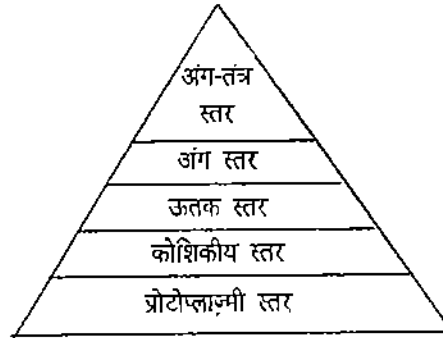 अंग-तंत्र
स्तर
अंग स्तर
ऊतक स्तर
कोशिकीय स्तर
प्रोटोप्लाज़्मी स्तर